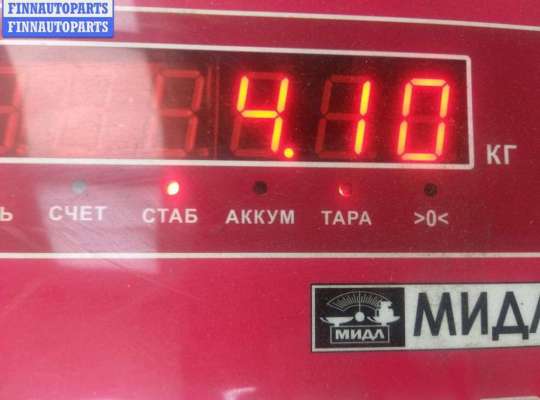 FINNAUTOPARTS
FINNAUTOPARTS
4.10
КГ
Ь СЧЕТ СТАБ АККУМ ТАРА >0<
МИДЛ МИДЛ